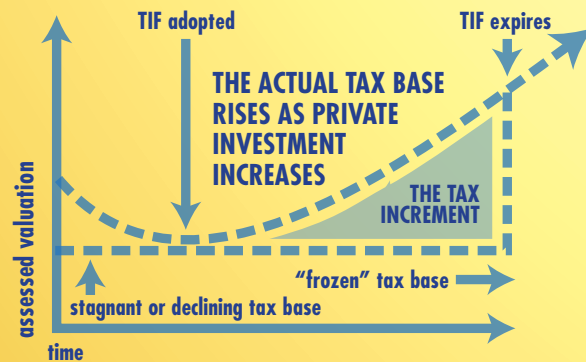 TIF adopted
TIF expires
THE ACTUAL TAX BASE
RISES AS PRIVATE
INVESTMENT
INCREASES
THE TAX
INCREMENT
assessed valuation
“frozen” tax base
stagnant or declining tax base
time